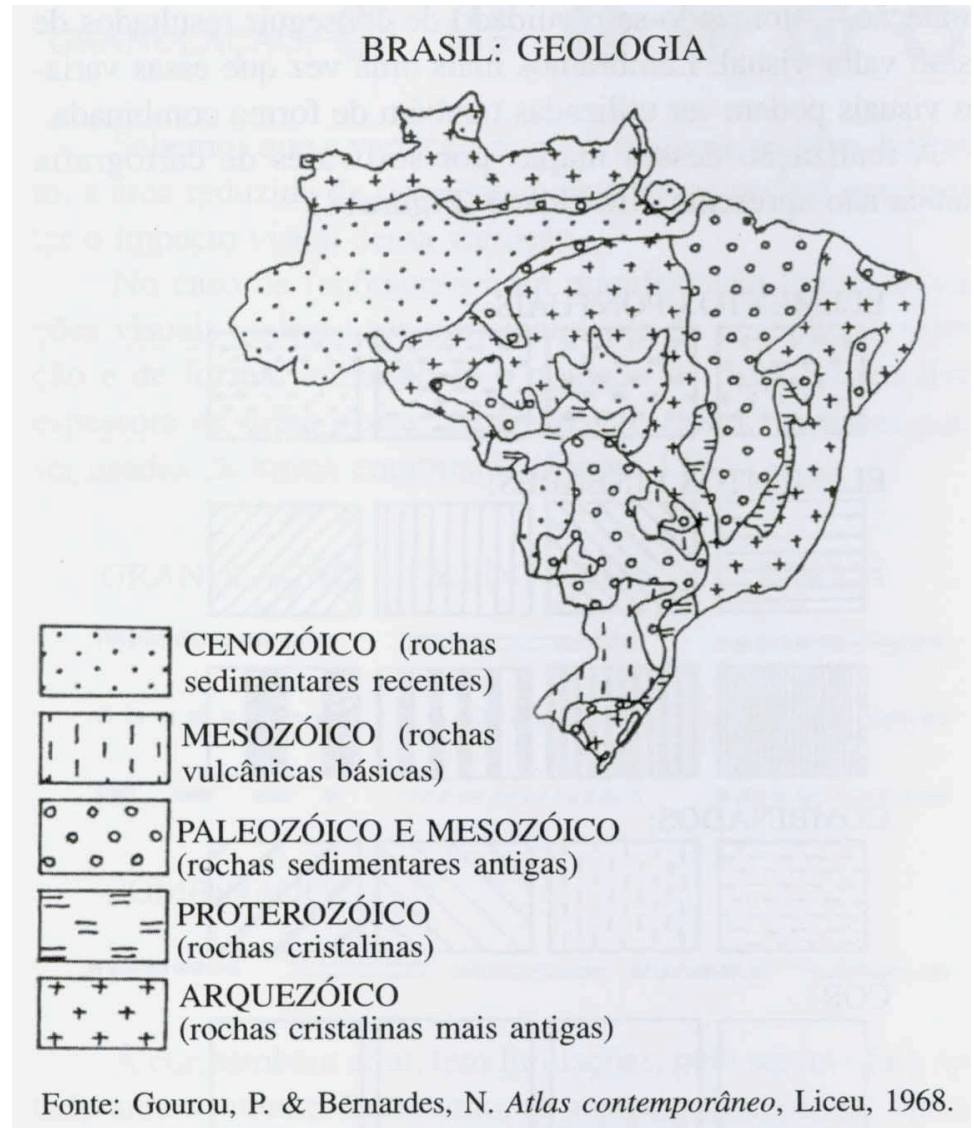 BRASIL: GEOLOGIA
CENOZÓICO (rochas
sedimentares recentes)
MESOZÓICO (rochas
vulcânicas básicas)
PALEOZÓICO E MESOZÓICO
(rochas sedimentares antigas)
PROTEROZÓICO
(rochas cristalinas)
ARQUEZÓICO
(rochas cristalinas mais antigas)
Fonte: Gourou, P. & Bernardes, N. Atlas contemporâneo, Liceu, 1968.